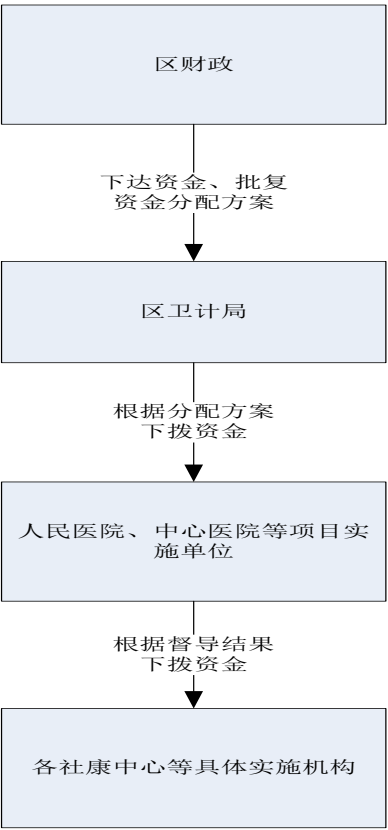 区财政
下达资金、批复
资金分配方案
区卫计局
根据分配方案
下拨资金
人民医院、中心医院等项目实
施单位
根据督导结果
下拨资金
各社康中心等具体实施机构